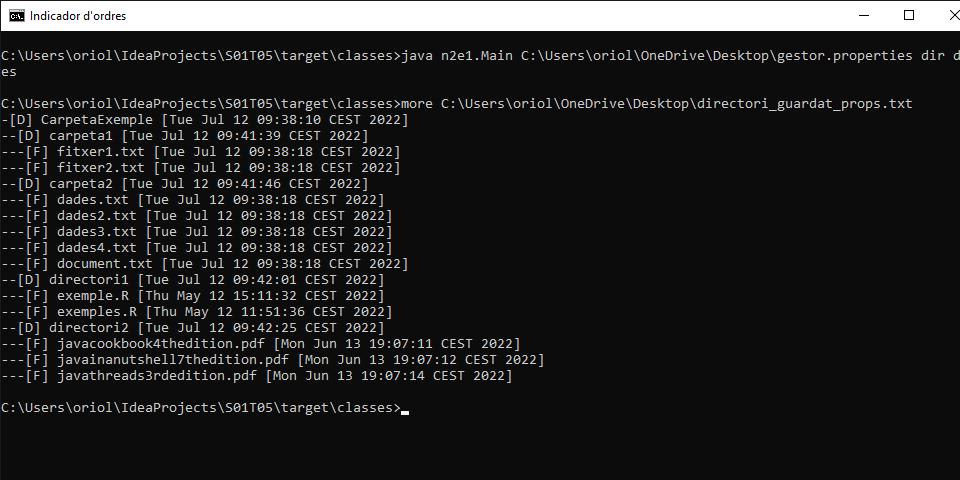 Indicador d'ordres
C:\Users\oriol\IdeaProjects\S01T05\target\classes>java n2e1.Main C:\Users\oriol\OneDrive\Desktop\gestor.properties dir d
es
C:\Users\oriol\IdeaProjects\S01T05\target\classes>more C:\Users\oriol\OneDrive\Desktop\directori_guardat_props.txt
-[D] CarpetaExemple [Tue Jul 12 09:38:10 CEST 2022]
--[D] carpeta1 [Tue Jul 12 09:41:39 CEST 2022]
---[F] fitxer1.txt [Tue Jul 12 09:38:18 CEST 2022]
---[F] fitxer2.txt [Tue Jul 12 09:38:18 CEST 2022]
--[D] carpeta2 [Tue Jul 12 09:41:46 CEST 2022]
---[F] dades.txt [Tue Jul 12 09:38:18 CEST 2022]
---[F] dades2.txt [Tue Jul 12 09:38:18 CEST 2022]
---[F] dades3.txt [Tue Jul 12 09:38:18 CEST 2022]
---[F] dades4.txt [Tue Jul 12 09:38:18 CEST 2022]
---[F] document.txt [Tue Jul 12 09:38:18 CEST 2022]
--[D] directori1 [Tue Jul 12 09:42:01 CEST 2022]
---[F] exemple.R [Thu May 12 15:11:32 CEST 2022]
---[F] exemples.R [Thu May 12 11:51:36 CEST 2022]
--[D] directori2 [Tue Jul 12 09:42:25 CEST 2022]
---[F] javacookbook4thedition.pdf [Mon Jun 13 19:07:11 CEST 2022]
---[F] javainanutshell7thedition.pdf [Mon Jun 13 19:07:12 CEST 2022]
---[F] javathreads3rdedition.pdf [Mon Jun 13 19:07:14 CEST 2022]
C:\Users\oriol\IdeaProjects\S01T05\target\classes>